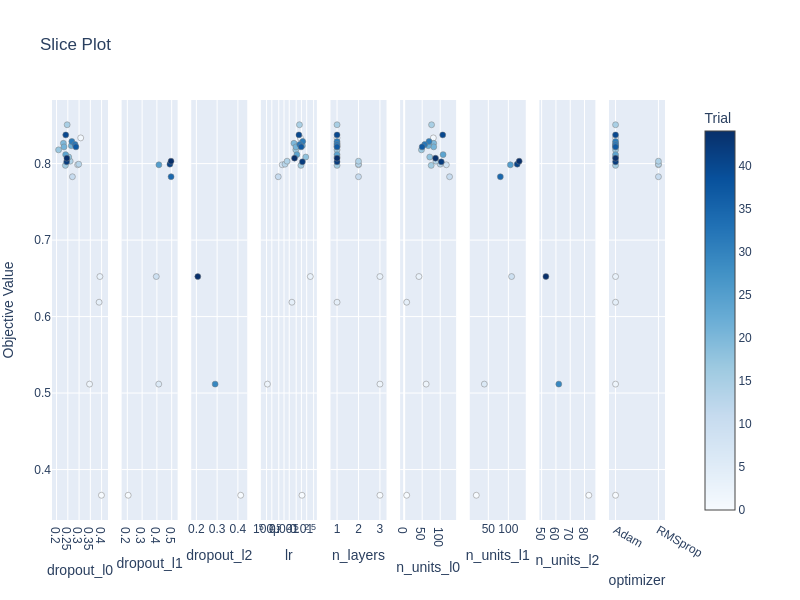 Slice Plot
Trial
Objective Value
0.8
0.7
0.6
0.5
0.4
0.2
0.25
0.3
0.35
0.4
dropout_l0
0.2
0.3
0.4
0.5
dropout_l1
0.2 0.3 0.4
dropout_l2
lr
1 2 3
n_layers
0
50
100
n_units_l0
50 100
n_units_l1
50
60
70
80
n_units_l2
Adam
RMSprop
optimizer
40
35
30
25
20
15
10
5
0